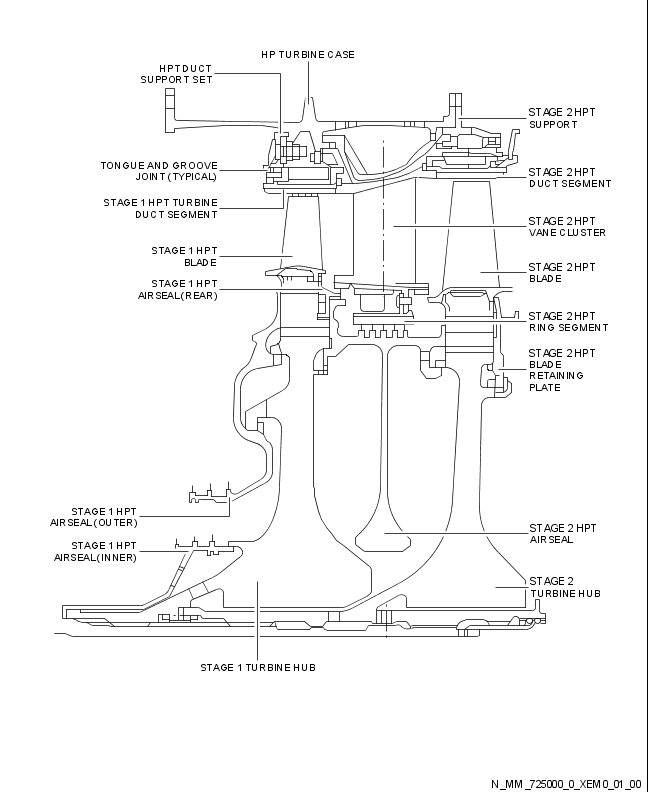 HP TURBINE CASE
HPT DUCT
SUPPORT SET
TONGUE AND GROOVE
JOINT (TYPICAL)
STAGE 1 HPT TURBINE
DUCT SEGMENT
STAGE 1 HPT
BLADE
STAGE 1 HPT
AIRSEAL (REAR)
STAGE 1 HPT
AIRSEAL (OUTER)
STAGE 1 HPT
AIRSEAL (INNER)
STAGE 1 TURBINE HUB
STAGE 2 HPT
SUPPORT
STAGE 2 HPT
DUCT SEGMENT
STAGE 2 HPT
VANE CLUSTER
STAGE 2 HPT
BLADE
STAGE 2 HPT
RING SEGMENT
STAGE 2 HPT
BLADE
RETAINING
PLATE
STAGE 2 HPT
AIRSEAL
STAGE 2
TURBINE HUB
N_MM_725000_0_XEM0_01_00